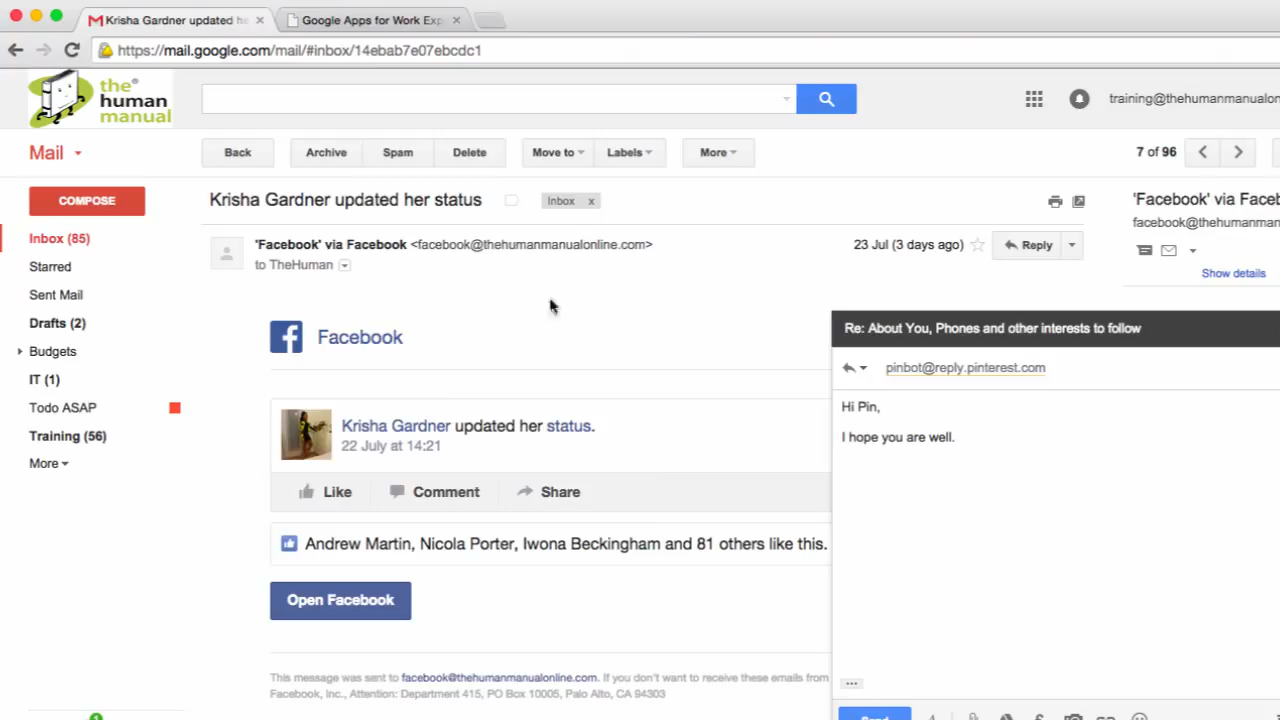 Krisha Gardner updated he
Google Apps for Work Exp
https://mail.google.com/mail/#inbox/14ebab7e07ebcdc1
the®
human
manual
training@thehumanmanualon
Mail
Back
Archive
Spam
Delete
Move to
Labels
More
7 of 96
COMPOSE
Krisha Gardner updated her status
Inbox x
'Facebook' via Faceb
facebook@thehumanmanualonline.com>
Inbox (85)
'Facebook' via Facebook <facebook@thehumanmanualonline.com>
23 Jul (3 days ago)
Reply
to TheHuman
Starred
Show details
Sent Mail
Drafts (2)
Budgets
IT (1)
Todo ASAP
Training (56)
More
Facebook
Krisha Gardner updated her status.
22 July at 14:21
Like
Comment
Share
Andrew Martin, Nicola Porter, Iwona Beckingham and 81 others like this.
Open Facebook
This message was sent to facebook@thehumanmanualonline.com. If you don't want to receive these emails from
Facebook, Inc., Attention: Department 415, PO Box 10005, Palo Alto, CA 94303
Re: About You, Phones and other interests to follow
pinbot@reply.pinterest.com
Hi Pin,
I hope you are well.
Send